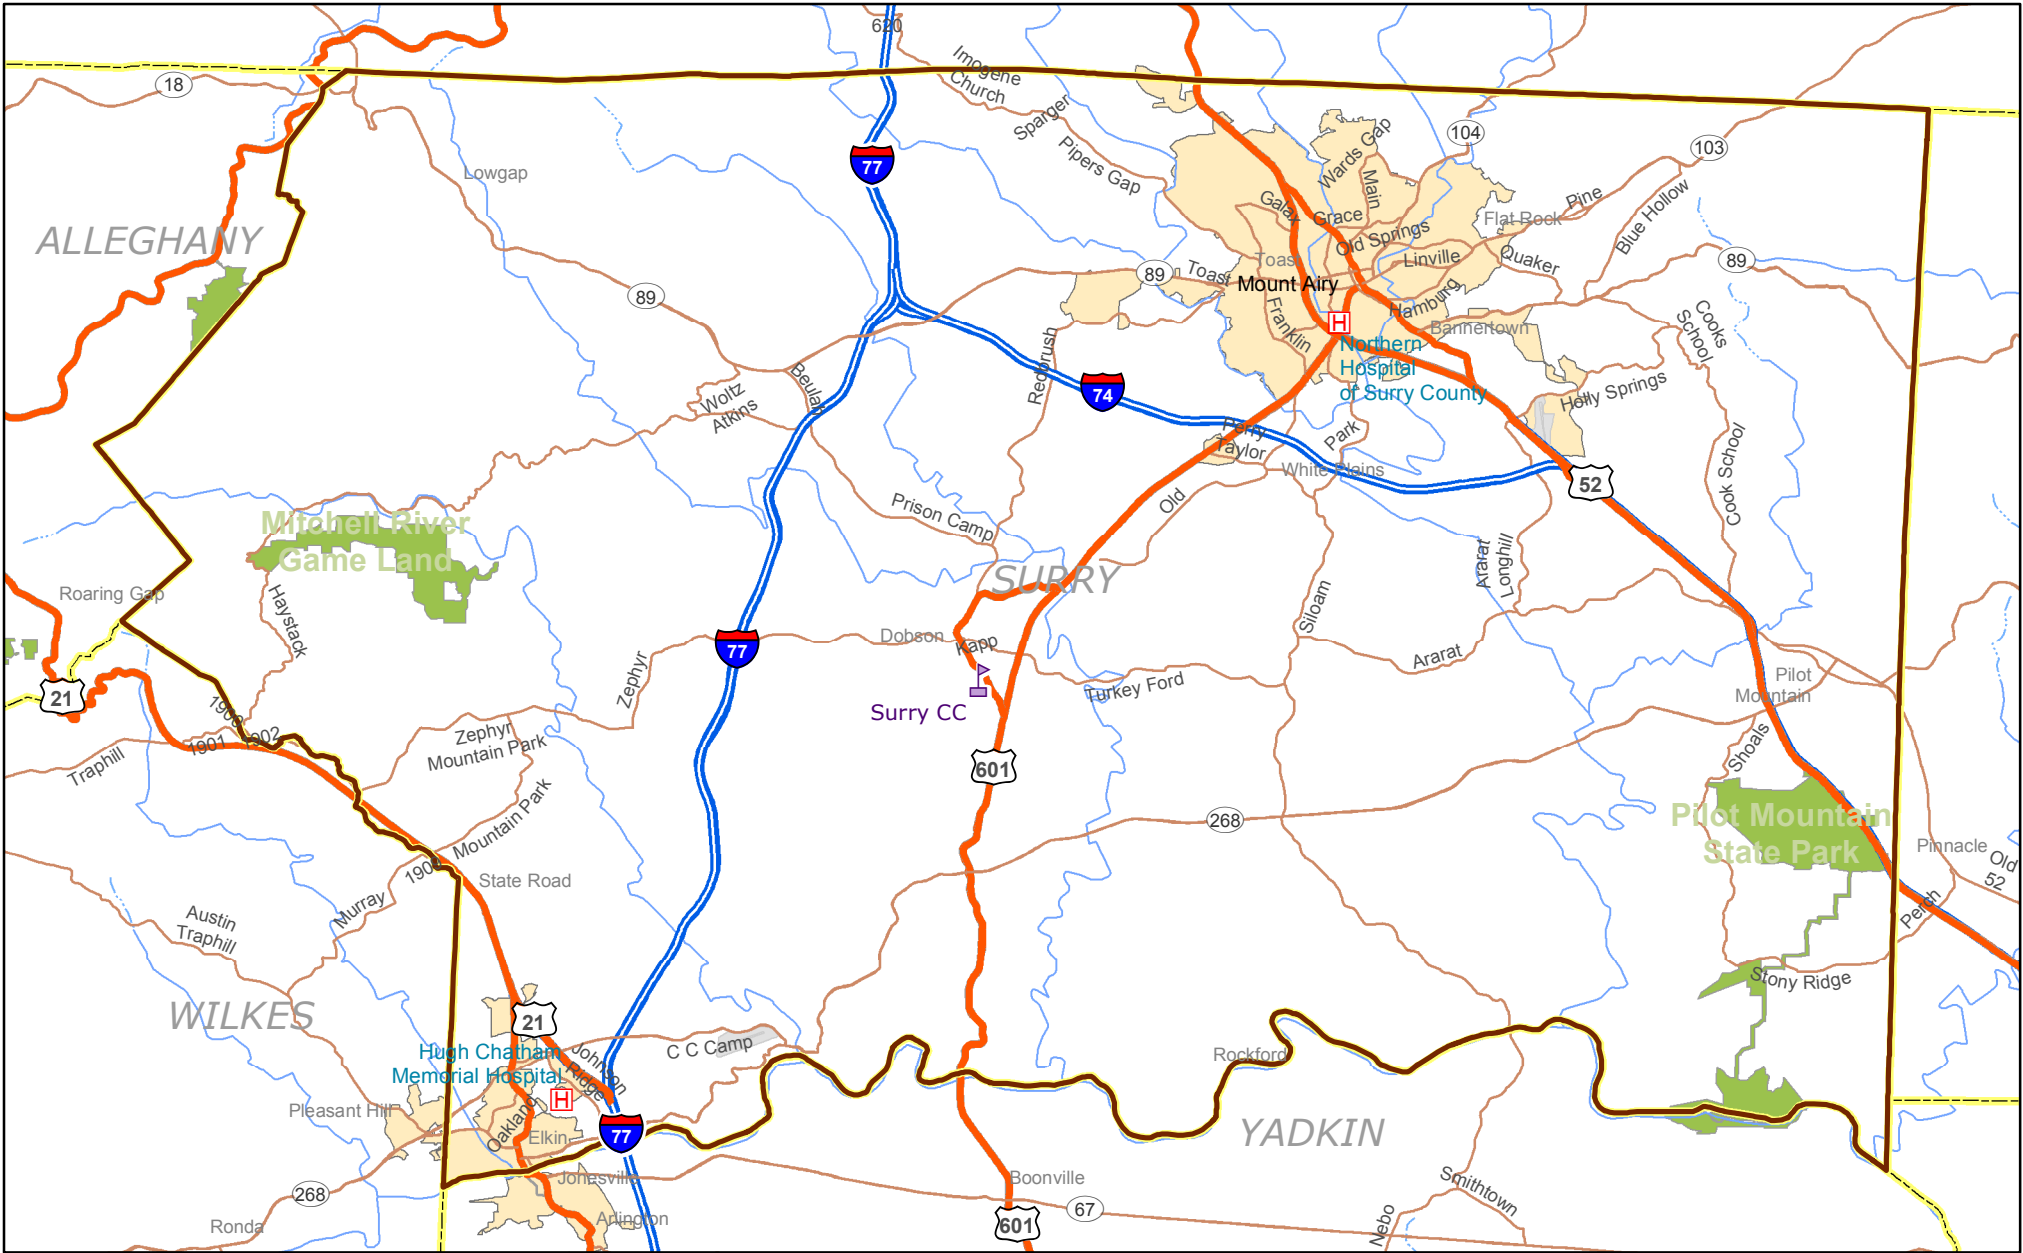 620
Imogene
Church
18
Sparger
Wards Gap
104
103
77
Pipers Gap
Main
Lowgap
Galax
Grace
Flat Rock
Pine
Blue Hollow
ALLEGHANY
Old Springs
Toast
Linville
Quaker
89
Toast
89
89
Mount Airy
Hamburg
Franklin
Bannertown
Cooks
School
Northern
Hospital
of Surry County
Redbrush
Beulah
74
Woltz
Atkins
Holly Springs
Perry
Taylor
Park
White Plains
Cook School
52
Old
Prison Camp
Mitchell River
Game Land
Ararat
Longhill
SURRY
Roaring Gap
Haystack
Siloam
Dobson
Kapp
77
Zephyr
Ararat
Turkey Ford
Pilot
Mountain
21
Surry CC
1900
1901
1902
Zephyr
Mountain Park
Traphill
Shoals
601
Mountain Park
268
Pilot Mountain
State Park
Pinnacle
Old
52
190
State Road
Murray
Austin
Traphill
Perch
Stony Ridge
WILKES
21
Hugh Chatham
Memorial Hospital
Johnson
Ridge
C C Camp
Rockford
H
H
Pleasant Hill
Oakland
Elkin
77
YADKIN
Jonesville
Boonville
Smithtown
268
67
Arlington
Ronda
601
Nebo